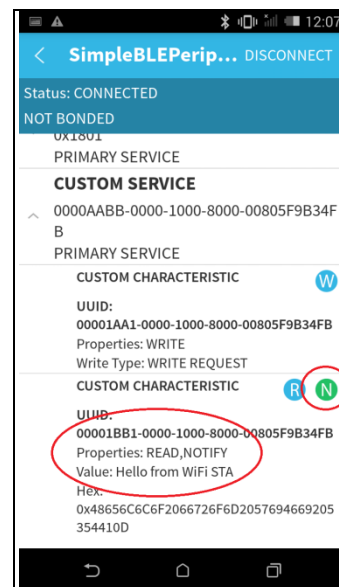 12:07
SimpleBLEPerip... DISCONNECT
Status: CONNECTED
NOT BONDED
0x1801
PRIMARY SERVICE
CUSTOM SERVICE
0000AABB-0000-1000-8000-00805F9B34F
B
PRIMARY SERVICE
CUSTOM CHARACTERISTIC W
UUID:
00001AA1-0000-1000-8000-00805F9B34FB
Properties: WRITE
Write Type: WRITE REQUEST
CUSTOM CHARACTERISTIC R N
UUID:
00001BB1-0000-1000-8000-00805F9B34FB
Properties: READ,NOTIFY
Value: Hello from WiFi STA
Hex:
0x48656C6C6F2066726F6D2057694669205
354410D